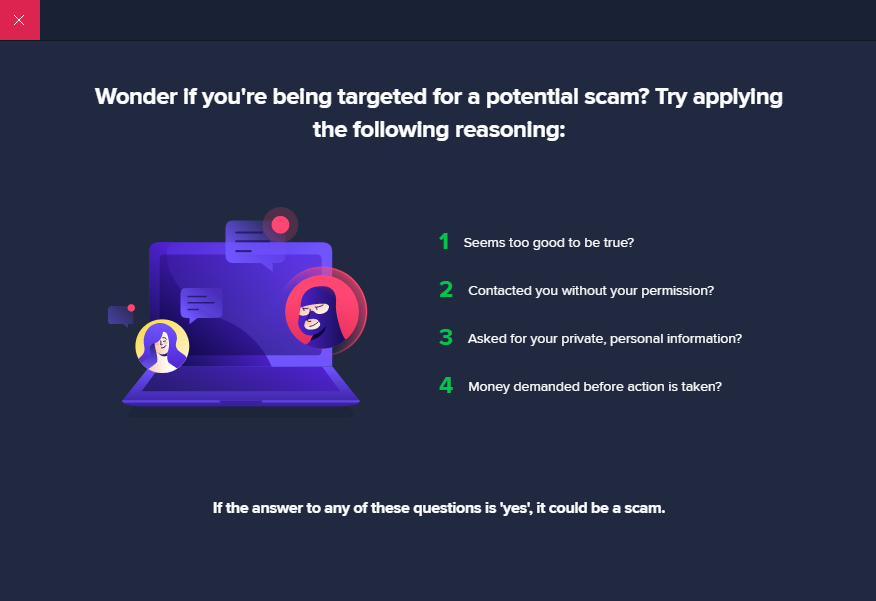 Wonder if you're being targeted for a potential scam? Try applying
the following reasoning:
1 Seems too good to be true?
2 Contacted you without your permission?
3 Asked for your private, personal information?
4 Money demanded before action is taken?
If the answer to any of these questions is 'yes', it could be a scam.